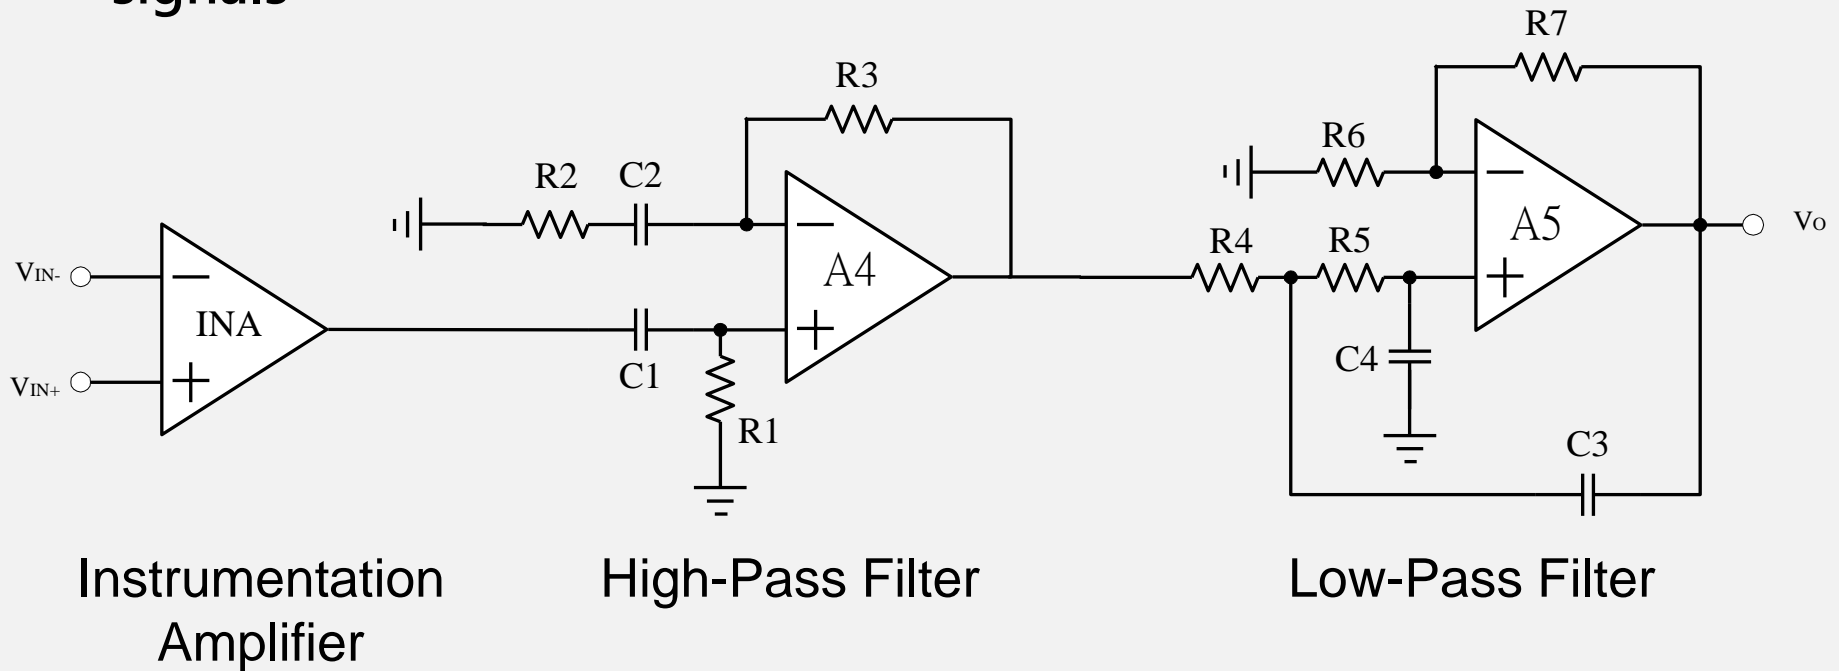 signals
R7
R3
R6
R2 C2
A5
Vo
R4 R5
VIN-
A4
INA
C4
VIN+
C1
R1
C3
Instrumentation
Amplifier
High-Pass Filter
Low-Pass Filter